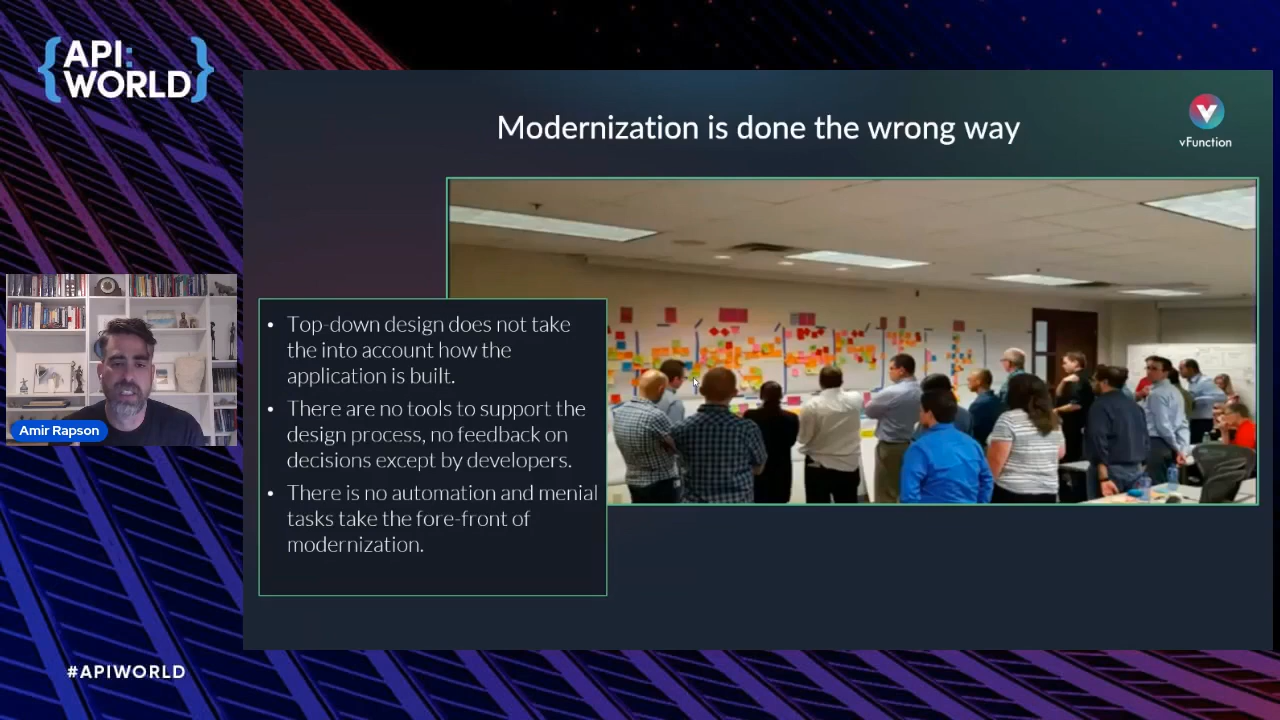 {API:
WORLD}
Modernization is done the wrong way
vFunction
• Top-down design does not take
the into account how the
application is built.
• There are no tools to support the
design process, no feedback on
decisions except by developers.
• There is no automation and menial
tasks take the fore-front of
modernization.
Amir Rapson
#APIWORLD